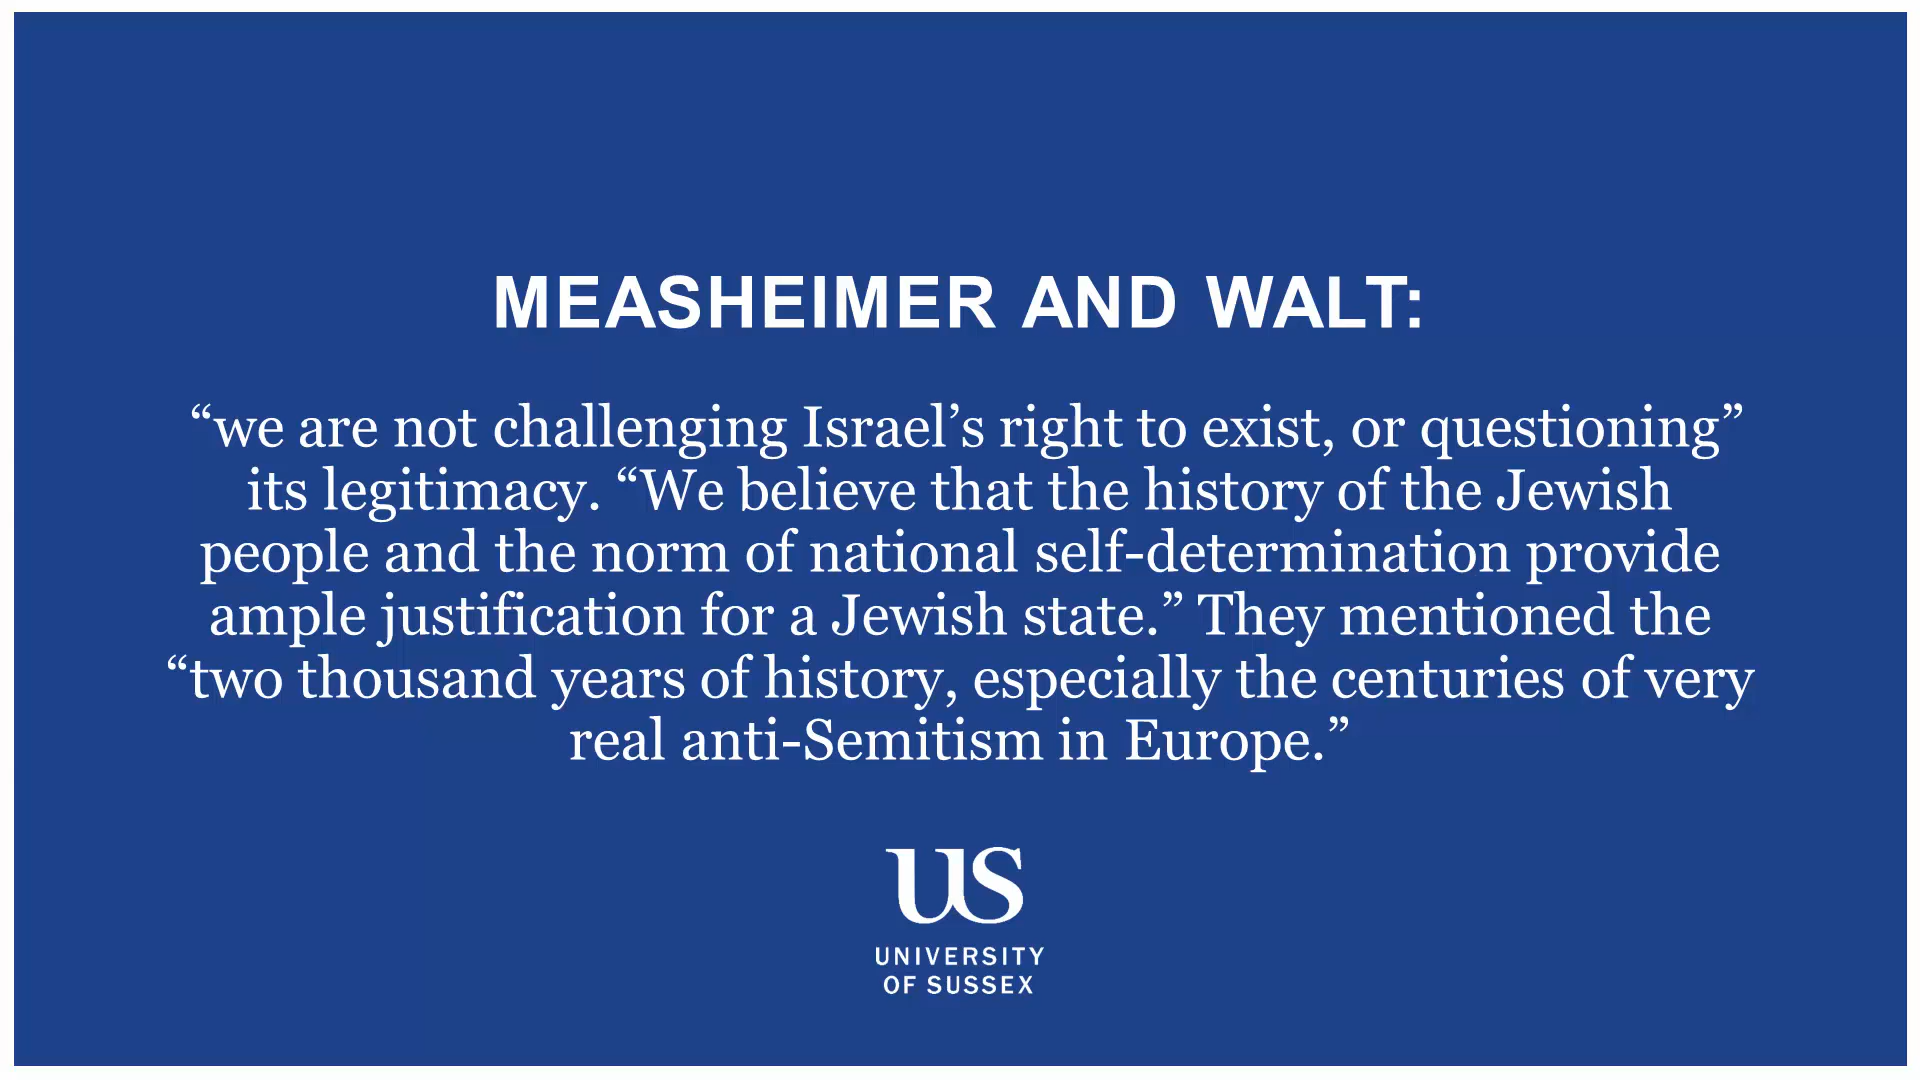 MEASHEIMER AND WALT:
“we are not challenging Israel’s right to exist, or questioning”
its legitimacy. “We believe that the history of the Jewish
people and the norm of national self-determination provide
ample justification for a Jewish state.” They mentioned the
“two thousand years of history, especially the centuries of very
real anti-Semitism in Europe.”
US
UNIVERSITY
OF SUSSEX